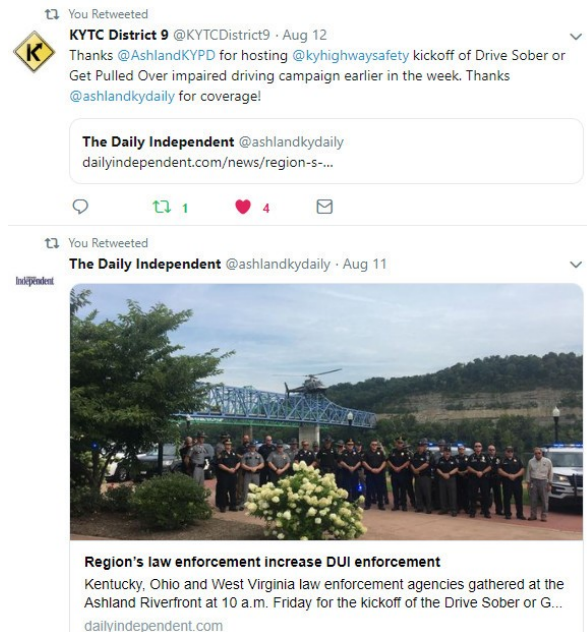 You Retweeted
KYTC District 9 @KYTCDistrict9 · Aug 12
Thanks @AshlandKYPD for hosting @kyhighwaysafety kickoff of Drive Sober or
Get Pulled Over impaired driving campaign earlier in the week. Thanks
@ashlandkydaily for coverage!
The Daily Independent @ashlandkydaily
dailyindependent.com/news/region-s-...
1
4
You Retweeted
The Daily Independent @ashlandkydaily · Aug 11
Independent
Region's law enforcement increase DUI enforcement
Kentucky, Ohio and West Virginia law enforcement agencies gathered at the
Ashland Riverfront at 10 a.m. Friday for the kickoff of the Drive Sober or G...
dailyindependent.com